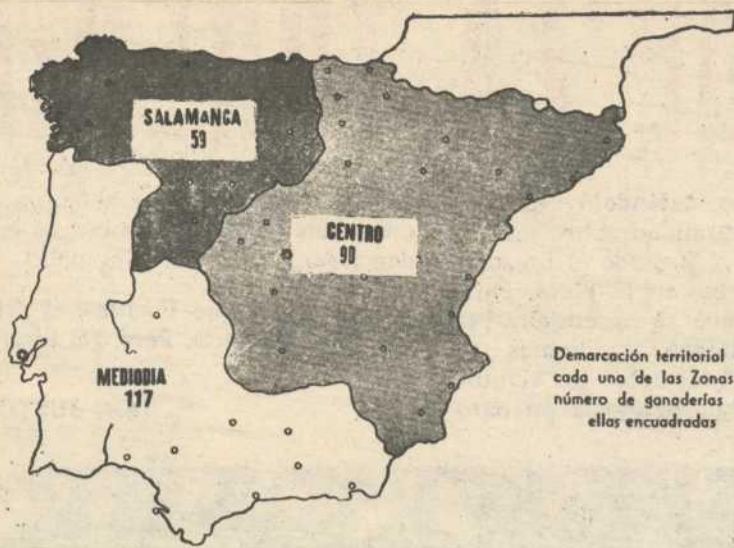 SALAMANCA
59
CENTRO
90
MEDIODIA
117
Demarcación territorial
cada una de las Zonas
número de ganaderías
ellas encuadradas